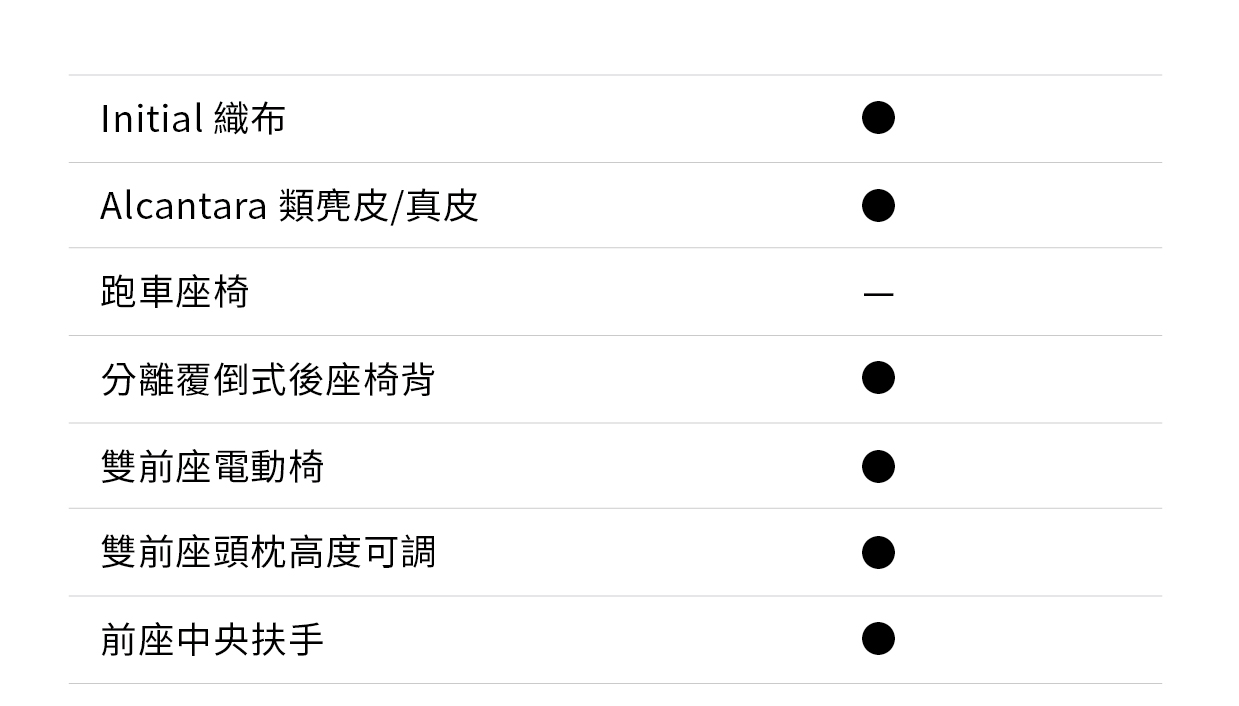 Initial 織布 ●
Alcantara 類麂皮/真皮 ●
跑車座椅 —
分離覆倒式後座椅背 ●
雙前座電動椅 ●
雙前座頭枕高度可調 ●
前座中央扶手 ●